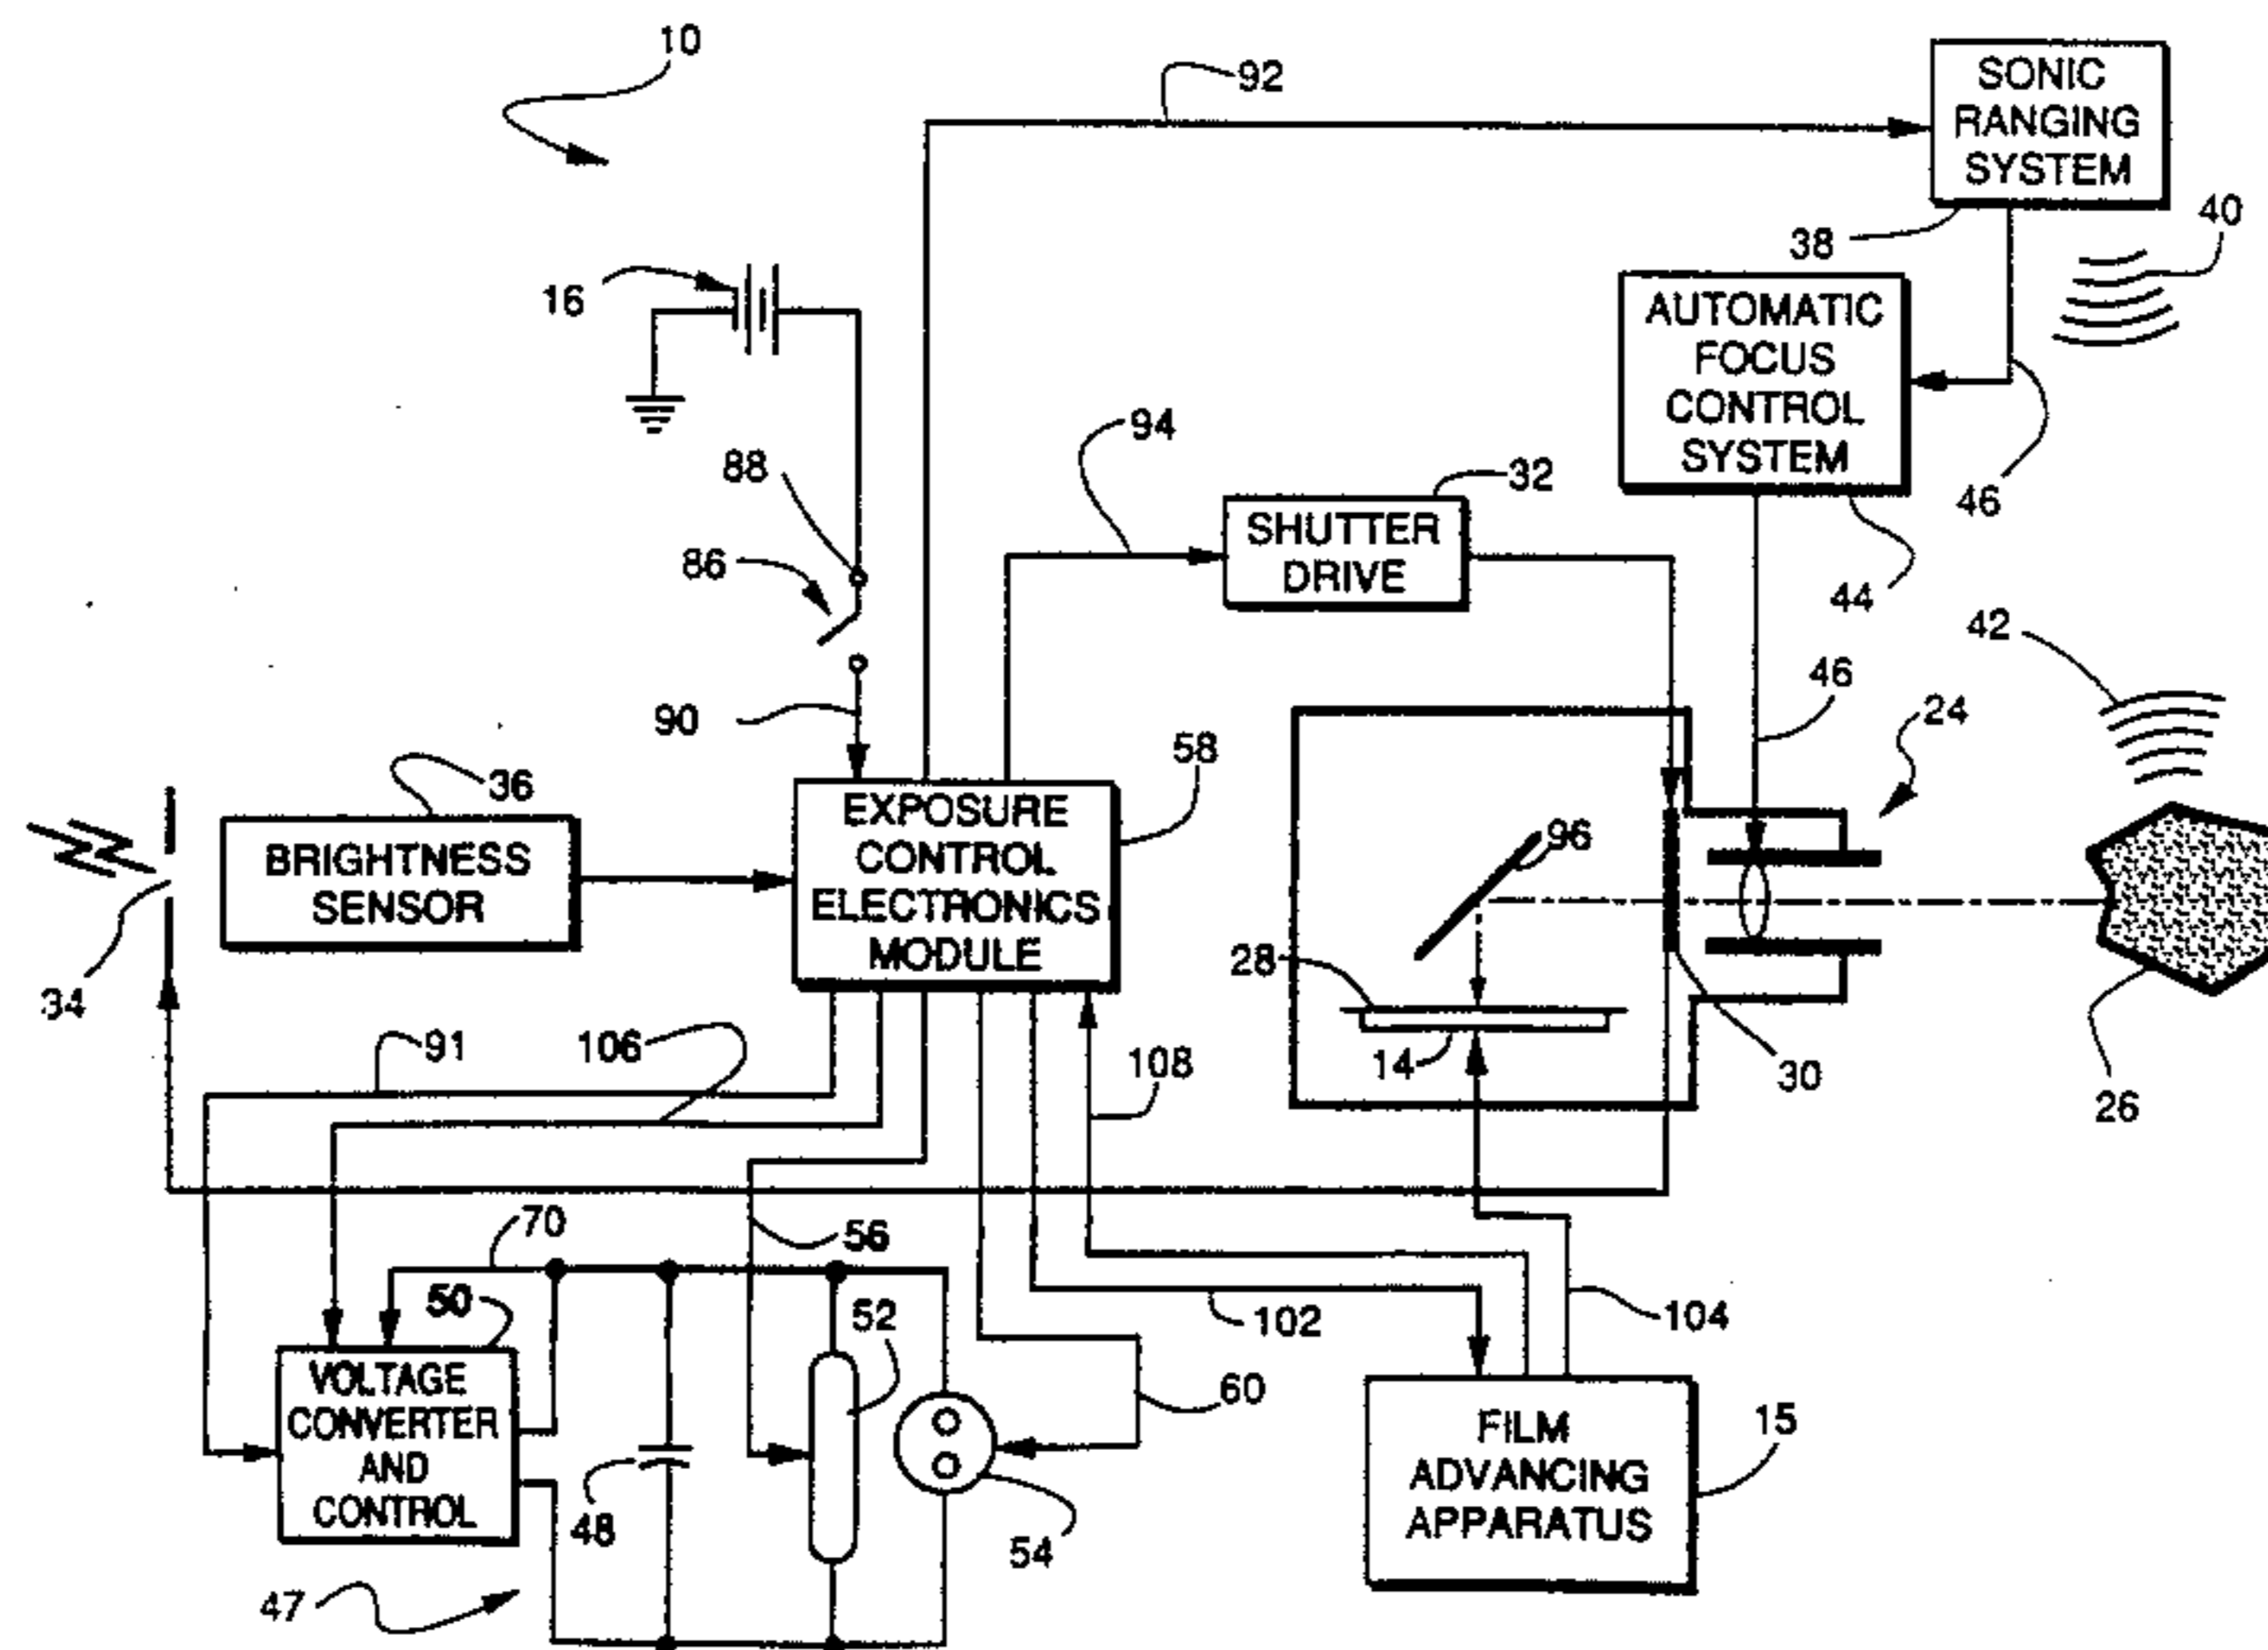 10
92
SONIC
RANGING
SYSTEM
40
38
16
AUTOMATIC
FOCUS
CONTROL
SYSTEM
94
88
32
46
SHUTTER
DRIVE
86
44
42
46
90
24
58
36
EXPOSURE
CONTROL
ELECTRONICS
MODULE
96
BRIGHTNESS
SENSOR
28
34
91
106
108
14
30
26
70
56
50
52
102
104
VOLTAGE
CONVERTER
AND
CONTROL
60
15
FILM
ADVANCING
APPARATUS
48
54
47